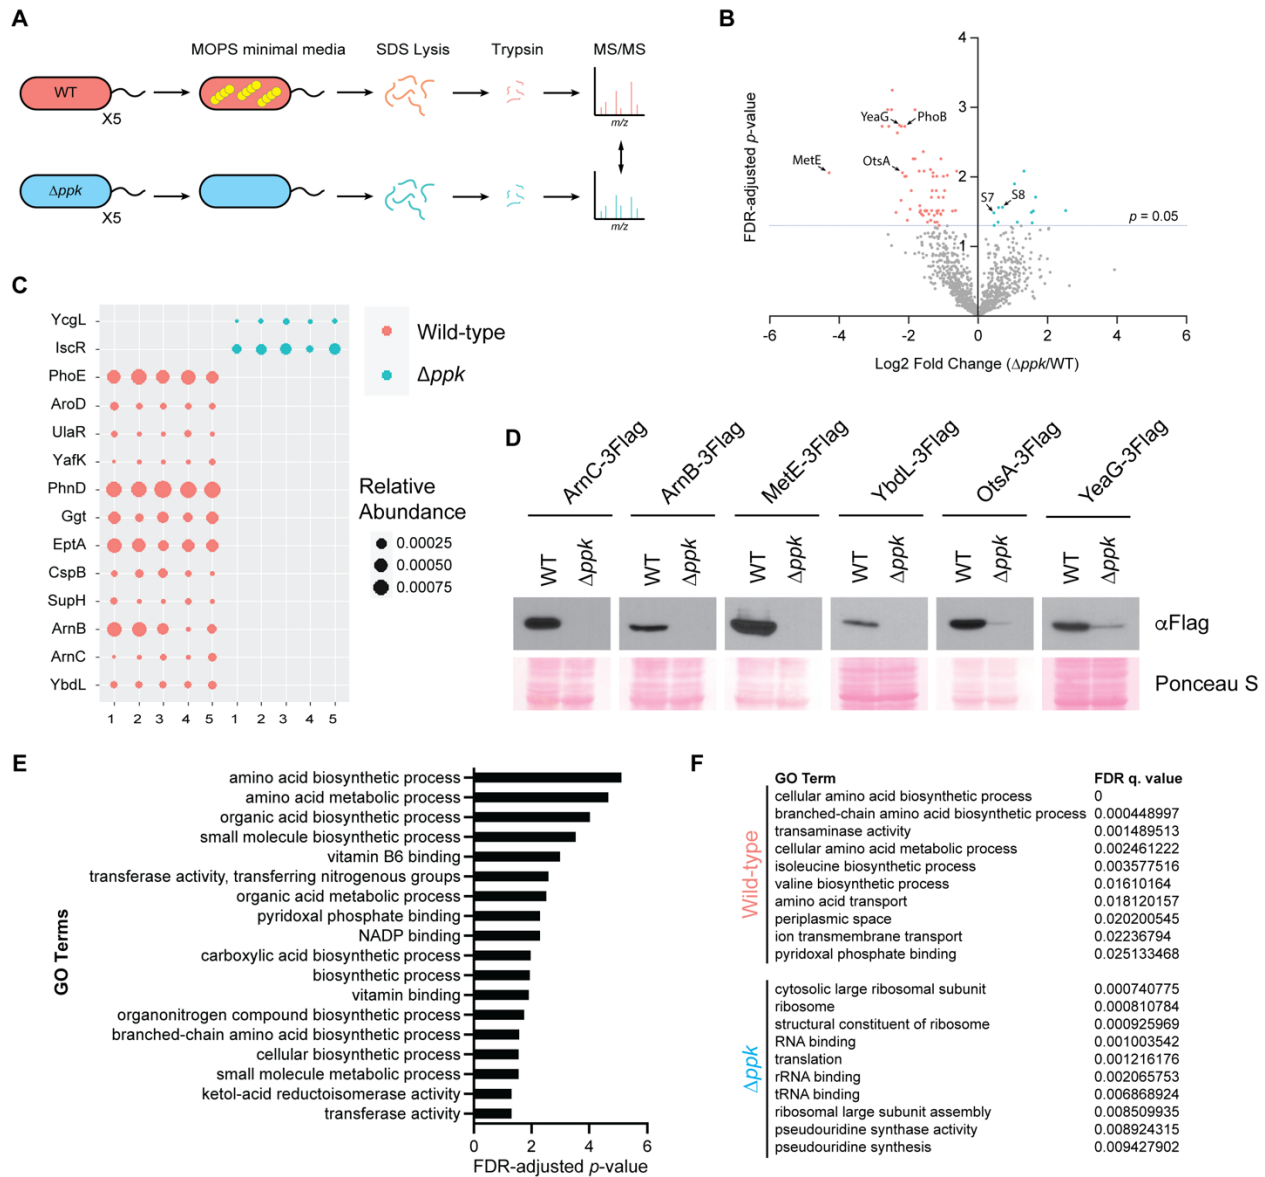 A
MOPS minimal media
SDS Lysis
Trypsin
MS/MS
WT
X5
m/z
Δppk
X5
m/z
B
4
3
2
1
FDR-adjusted p-value
YeaG
PhoB
MetE
OtsA
S7
S8
p = 0.05
-6
-4
-2
0
2
4
6
Log2 Fold Change (Δppk/WT)
C
YcgL
IscR
PhoE
AroD
UlaR
YafK
PhnD
Ggt
EptA
CspB
SupH
ArnB
ArnC
YbdL
1 2 3 4 5 1 2 3 4 5
Wild-type
Δppk
Relative
Abundance
0.00025
0.00050
0.00075
D
ArnC-3Flag
ArnB-3Flag
MetE-3Flag
YbdL-3Flag
OtsA-3Flag
YeaG-3Flag
WT Δppk WT Δppk WT Δppk WT Δppk WT Δppk WT Δppk
αFlag
Ponceau S
E
GO Terms
amino acid biosynthetic process
amino acid metabolic process
organic acid biosynthetic process
small molecule biosynthetic process
vitamin B6 binding
transferase activity, transferring nitrogenous groups
organic acid metabolic process
pyridoxal phosphate binding
NADP binding
carboxylic acid biosynthetic process
biosynthetic process
vitamin binding
organonitrogen compound biosynthetic process
branched-chain amino acid biosynthetic process
cellular biosynthetic process
small molecule metabolic process
ketol-acid reductoisomerase activity
transferase activity
0 2 4 6
FDR-adjusted p-value
F
GO Term FDR q. value
Wild-type
cellular amino acid biosynthetic process 0
branched-chain amino acid biosynthetic process 0.000448997
transaminase activity 0.001489513
cellular amino acid metabolic process 0.002461222
isoleucine biosynthetic process 0.003577516
valine biosynthetic process 0.01610164
amino acid transport 0.018120157
periplasmic space 0.020200545
ion transmembrane transport 0.02236794
pyridoxal phosphate binding 0.025133468
Δppk
cytosolic large ribosomal subunit 0.000740775
ribosome 0.000810784
structural constituent of ribosome 0.000925969
RNA binding 0.001003542
translation 0.001216176
rRNA binding 0.002065753
tRNA binding 0.006868924
ribosomal large subunit assembly 0.008509935
pseudouridine synthase activity 0.008924315
pseudouridine synthesis 0.009427902